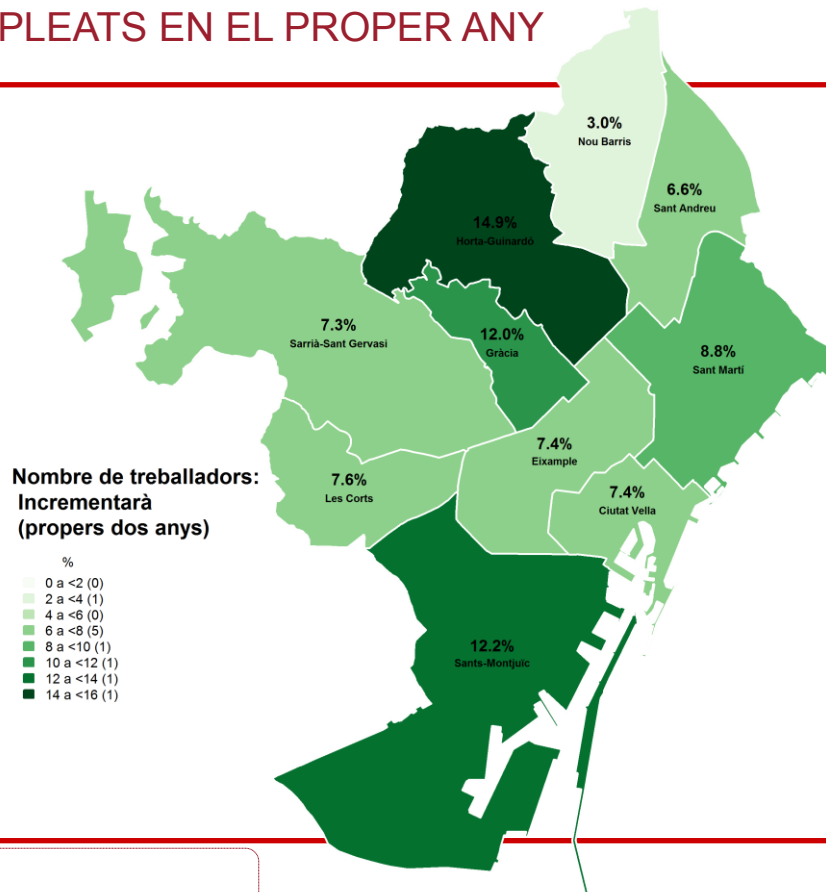 PLEATS EN EL PROPER ANY
3.0%
Nou Barris
6.6%
Sant Andreu
14.9%
Horta-Guinardó
7.3%
Sarrià-Sant Gervasi
12.0%
Gràcia
8.8%
Sant Martí
7.4%
Eixample
7.6%
Les Corts
7.4%
Ciutat Vella
12.2%
Sants-Montjuïc
Nombre de treballadors:
Incrementarà
(propers dos anys)
%
0 a <2 (0)
2 a <4 (1)
4 a <6 (0)
6 a <8 (5)
8 a <10 (1)
10 a <12 (1)
12 a <14 (1)
14 a <16 (1)